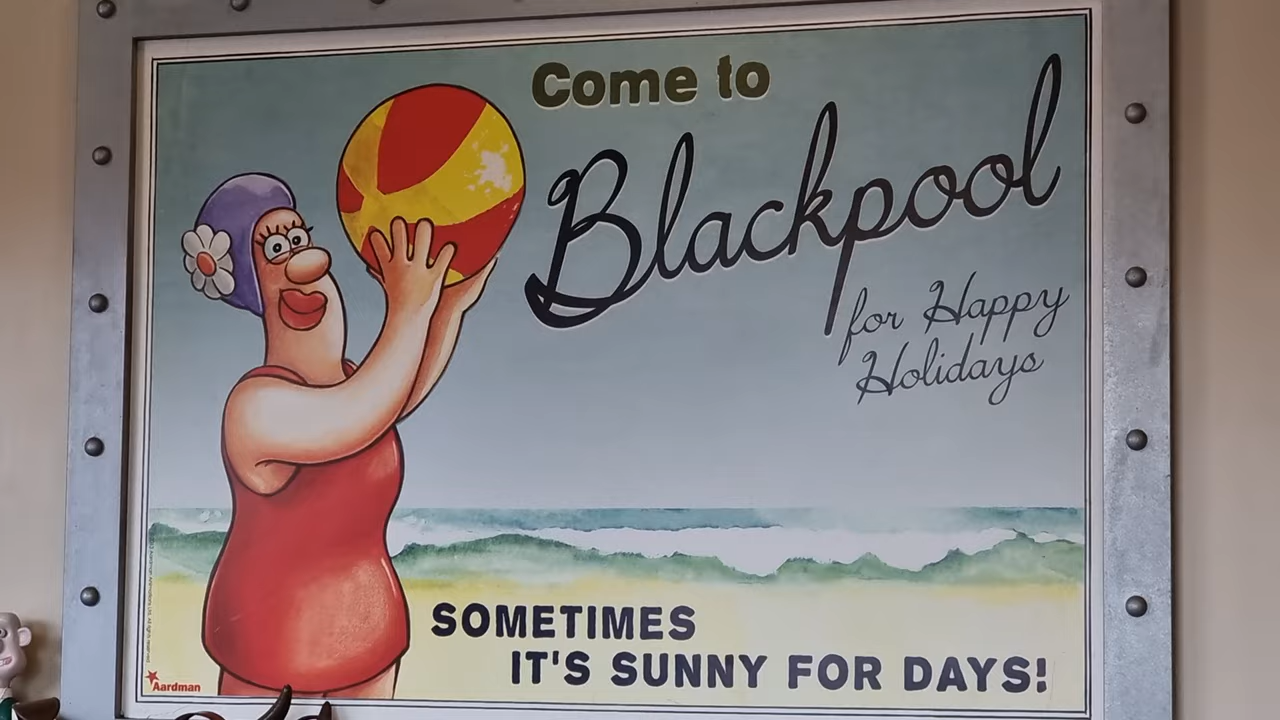 Come to
Blackpool
for Happy
Holidays
SOMETIMES
IT'S SUNNY FOR DAYS!
Aardman